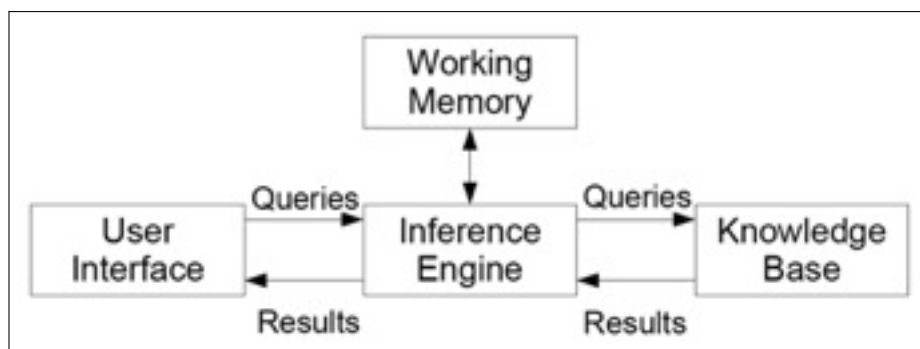 Working
Memory
Queries
Queries
User
Interface
Inference
Engine
Knowledge
Base
Results
Results